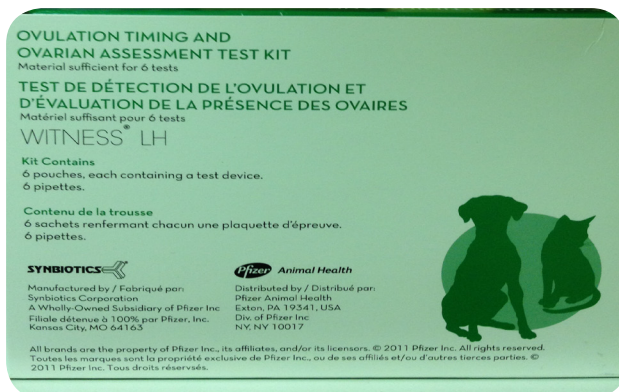 OVULATION TIMING AND
OVARIAN ASSESSMENT TEST KIT
Material sufficient for 6 tests
TEST DE DÉTECTION DE L'OVULATION ET
D'ÉVALUATION DE LA PRÉSENCE DES OVAIRES
Matériel suffisant pour 6 tests
WITNESS® LH
Kit Contains
6 pouches, each containing a test device.
6 pipettes.
Contenu de la trousse
6 sachets renfermant chacun une plaquette d'épreuve.
6 pipettes.
SYNBIOTICS
Manufactured by / Fabriqué par:
Synbiotics Corporation
A Wholly-Owned Subsidiary of Pfizer Inc
Filiale détenue à 100% par Pfizer, Inc.
Kansas City, MO 64163
Pfizer Animal Health
Distributed by / Distribué par:
Pfizer Animal Health
Exton, PA 19341, USA
Div. of Pfizer Inc
NY, NY 10017
All brands are the property of Pfizer Inc., its affiliates, and/or its licensors. © 2011 Pfizer Inc. All rights reserved.
Toutes les marques sont la propriété exclusive de Pfizer Inc., ou de ses affiliés et/ou d'autres tierces parties. ©
2011 Pfizer Inc. Tous droits réservsés.